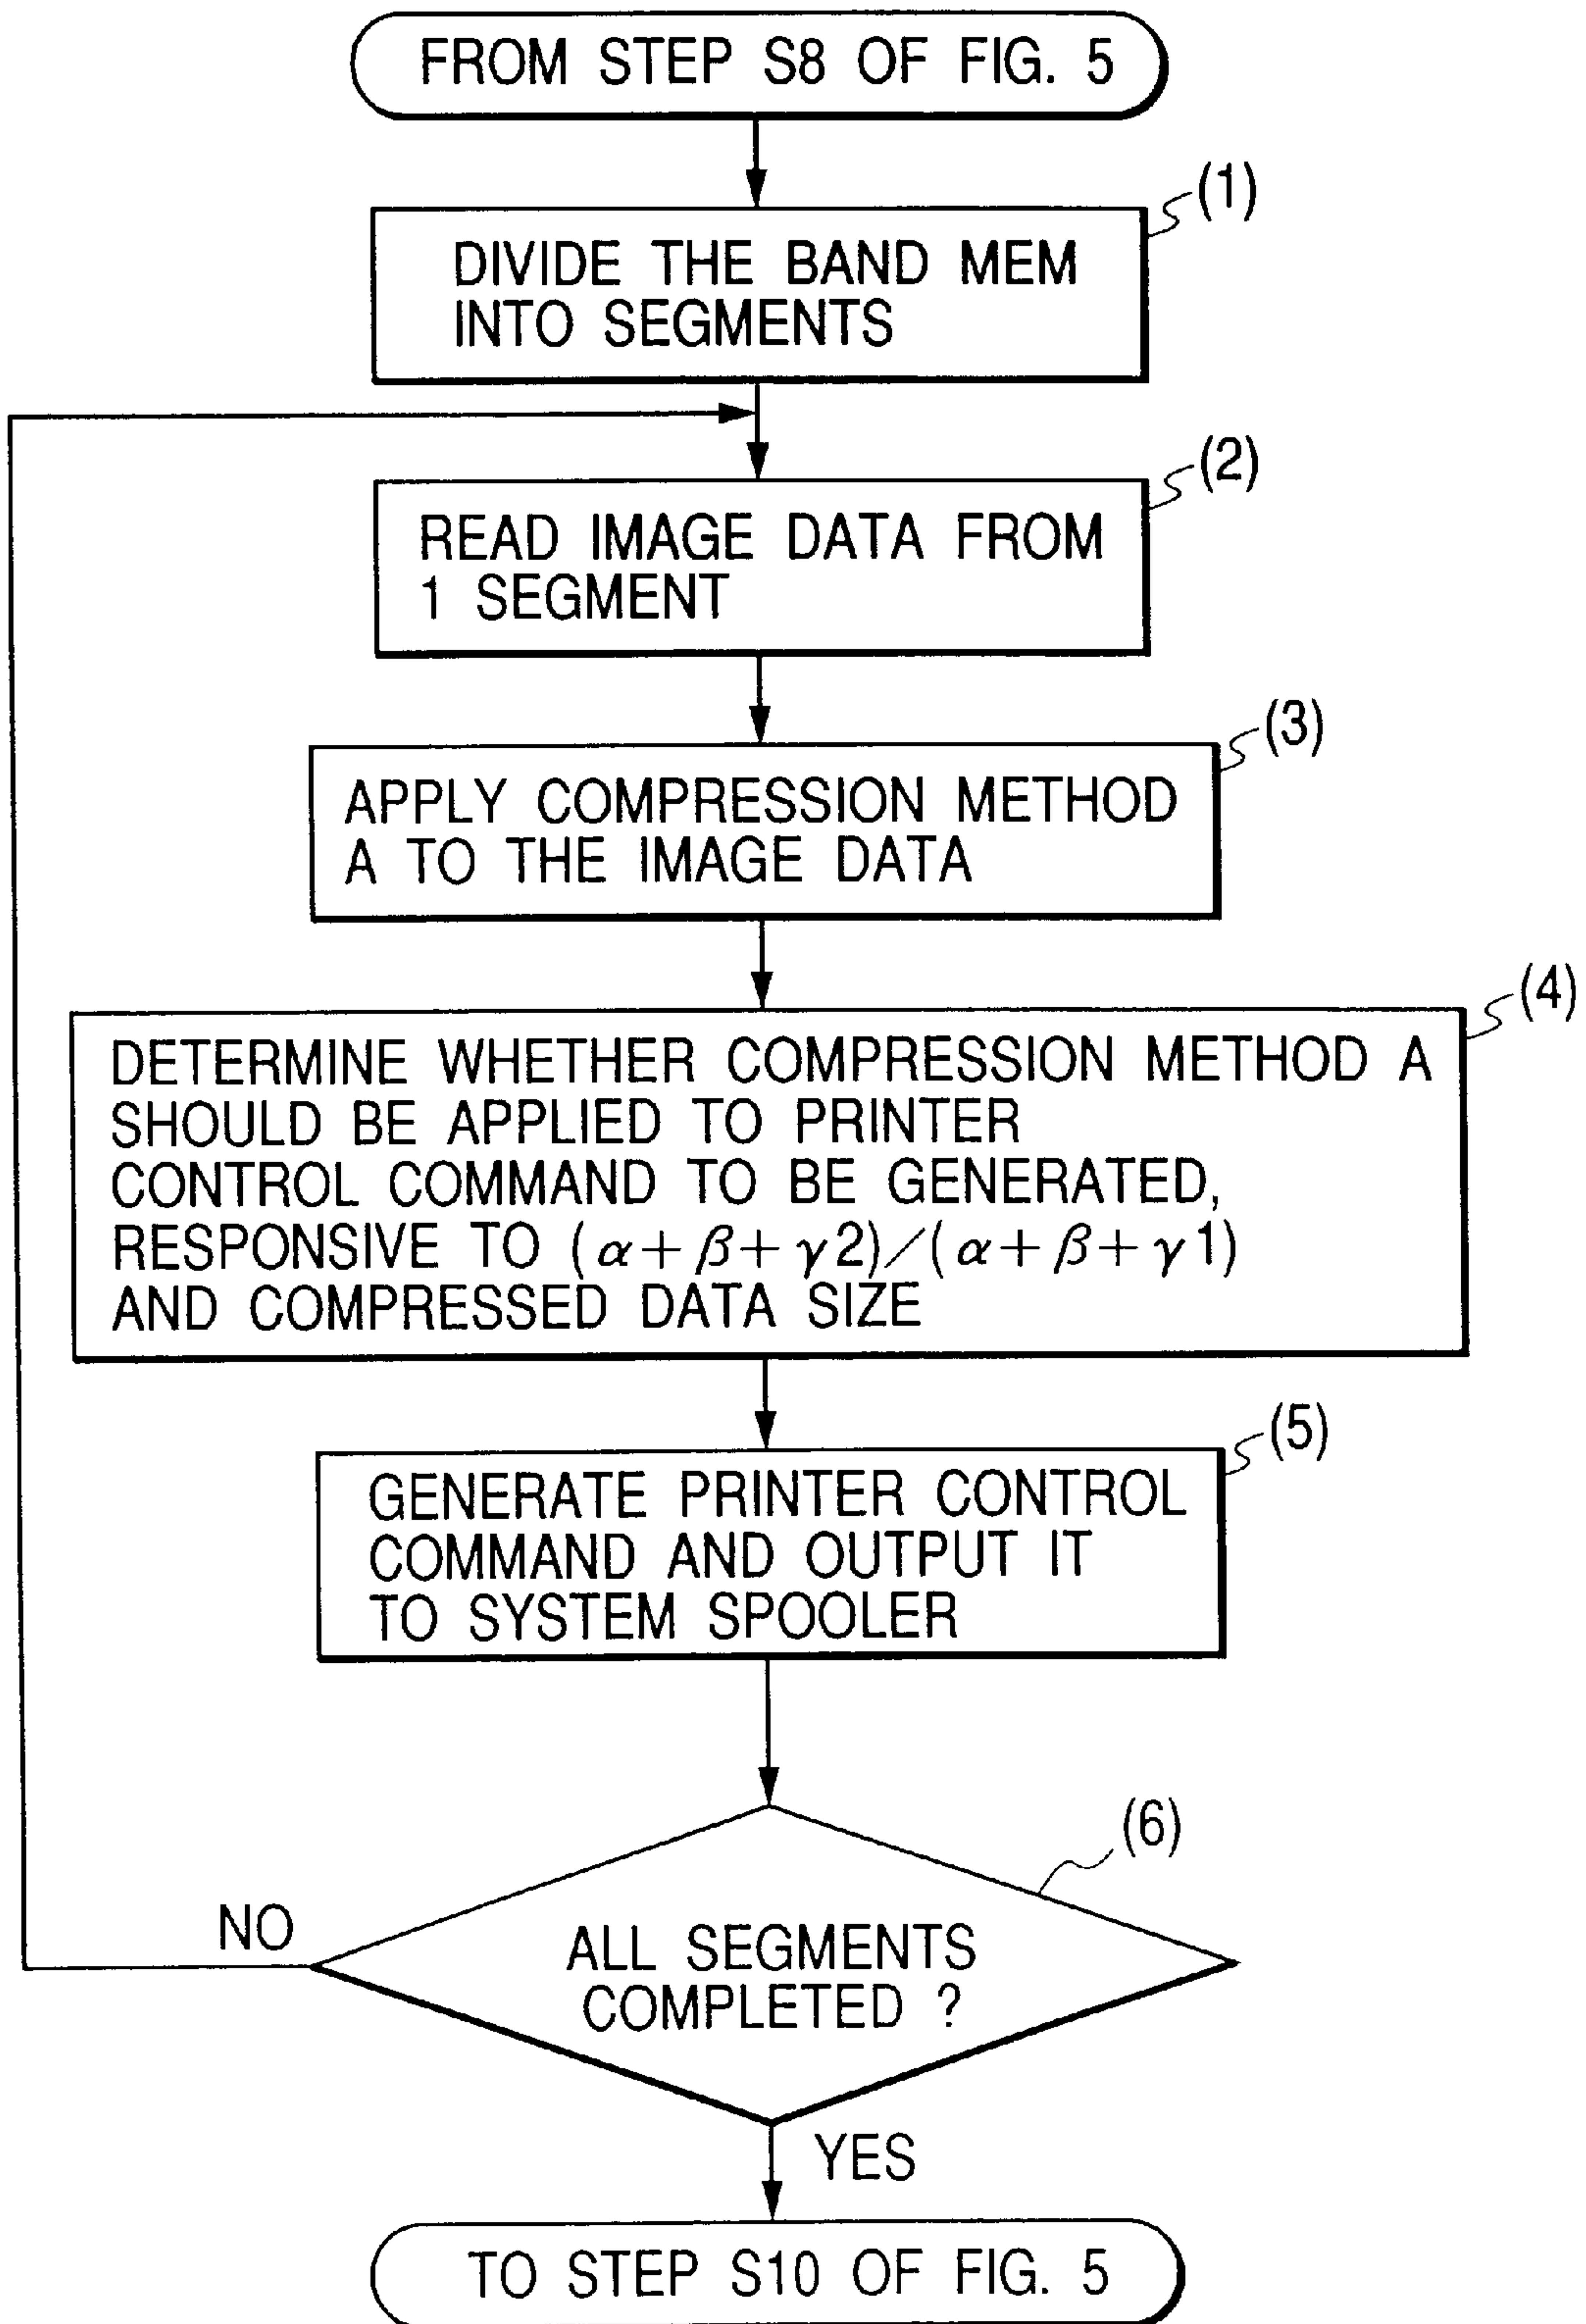 FROM STEP S8 OF FIG. 5
(1)
DIVIDE THE BAND MEM
INTO SEGMENTS
(2)
READ IMAGE DATA FROM
1 SEGMENT
(3)
APPLY COMPRESSION METHOD
A TO THE IMAGE DATA
(4)
DETERMINE WHETHER COMPRESSION METHOD A
SHOULD BE APPLIED TO PRINTER
CONTROL COMMAND TO BE GENERATED,
RESPONSIVE TO (α+β+γ2)/(α+β+γ1)
AND COMPRESSED DATA SIZE
(5)
GENERATE PRINTER CONTROL
COMMAND AND OUTPUT IT
TO SYSTEM SPOOLER
(6)
NO
ALL SEGMENTS
COMPLETED ?
YES
TO STEP S10 OF FIG. 5